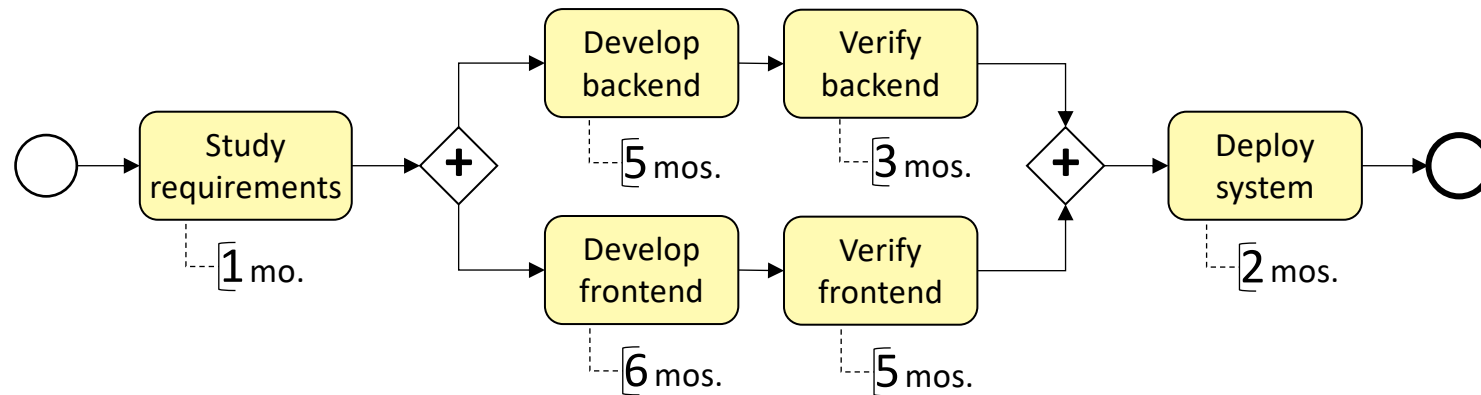 Study
requirements
1 mo.
+
Develop
backend
5 mos.
Verify
backend
3 mos.
Develop
frontend
6 mos.
Verify
frontend
5 mos.
+
Deploy
system
2 mos.